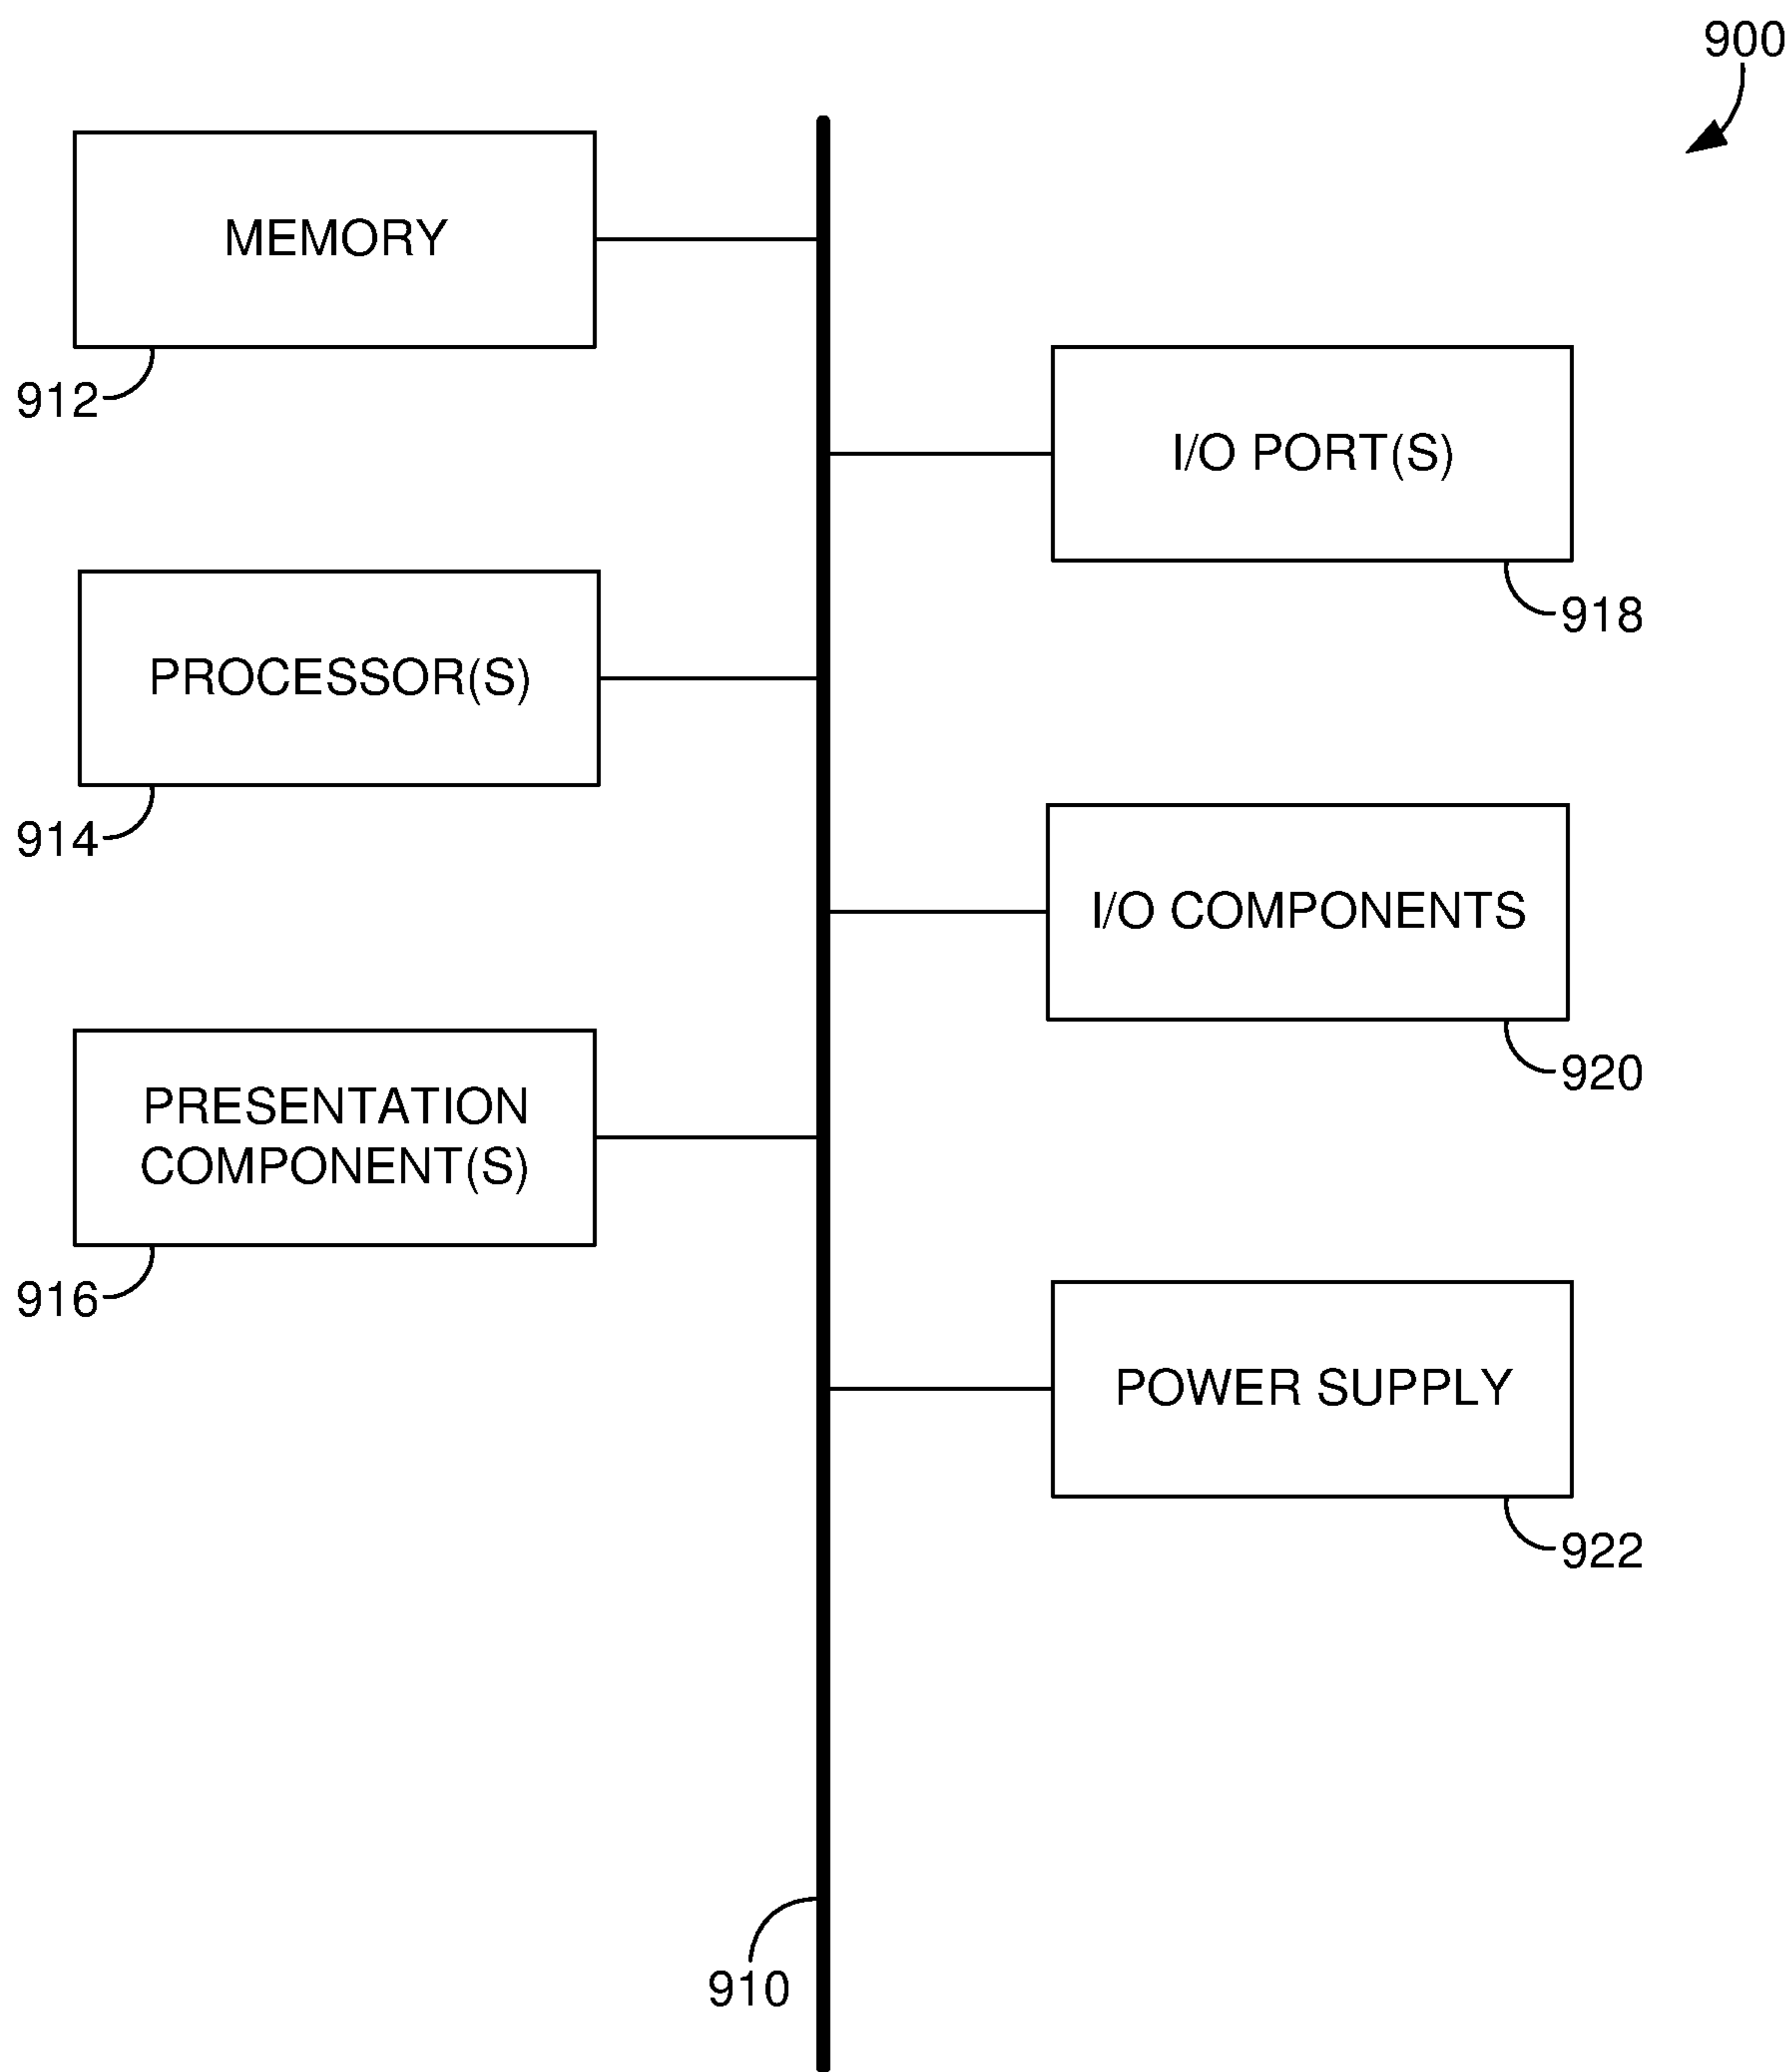 900
MEMORY
912
I/O PORT(S)
918
PROCESSOR(S)
914
I/O COMPONENTS
920
PRESENTATION
COMPONENT(S)
916
POWER SUPPLY
922
910